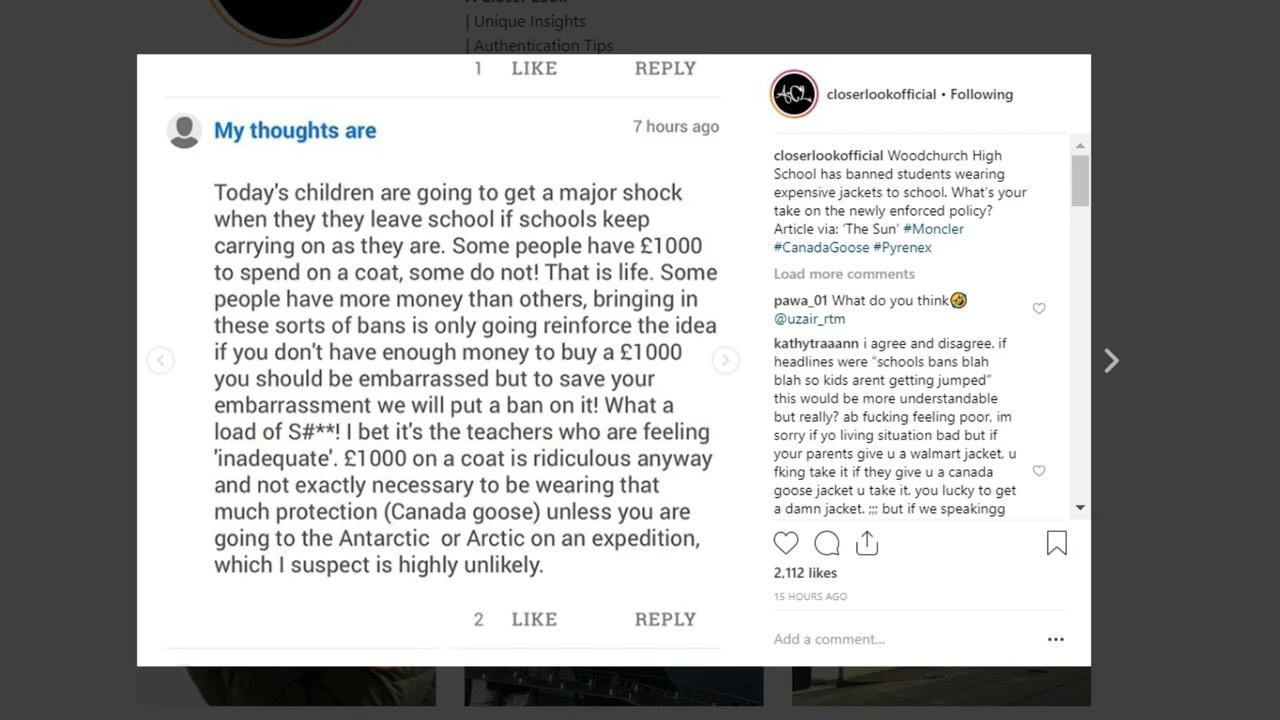 A Closer Look
| Unique Insights
| Authentication Tips
1 LIKE REPLY
My thoughts are
7 hours ago
Today's children are going to get a major shock
when they they leave school if schools keep
carrying on as they are. Some people have £1000
to spend on a coat, some do not! That is life. Some
people have more money than others, bringing in
these sorts of bans is only going reinforce the idea
if you don't have enough money to buy a £1000
you should be embarrassed but to save your
embarrassment we will put a ban on it! What a
load of S#**! I bet it's the teachers who are feeling
'inadequate'. £1000 on a coat is ridiculous anyway
and not exactly necessary to be wearing that
much protection (Canada goose) unless you are
going to the Antarctic or Arctic on an expedition,
which I suspect is highly unlikely.
2 LIKE REPLY
ACL
closerlookofficial • Following
closerlookofficial Woodchurch High
School has banned students wearing
expensive jackets to school. What's your
take on the newly enforced policy?
Article via: 'The Sun' #Moncler
#CanadaGoose #Pyrenex
Load more comments
pawa_01 What do you think🤣
@uzair_rtm
kathytraaann i agree and disagree. if
headlines were “schools bans blah
blah so kids arent getting jumped”
this would be more understandable
but really? ab fucking feeling poor, im
sorry if yo living situation bad but if
your parents give u a walmart jacket, u
fking take it if they give u a canada
goose jacket u take it. you lucky to get
a damn jacket. ;;; but if we speakingg
2,112 likes
15 HOURS AGO
Add a comment...